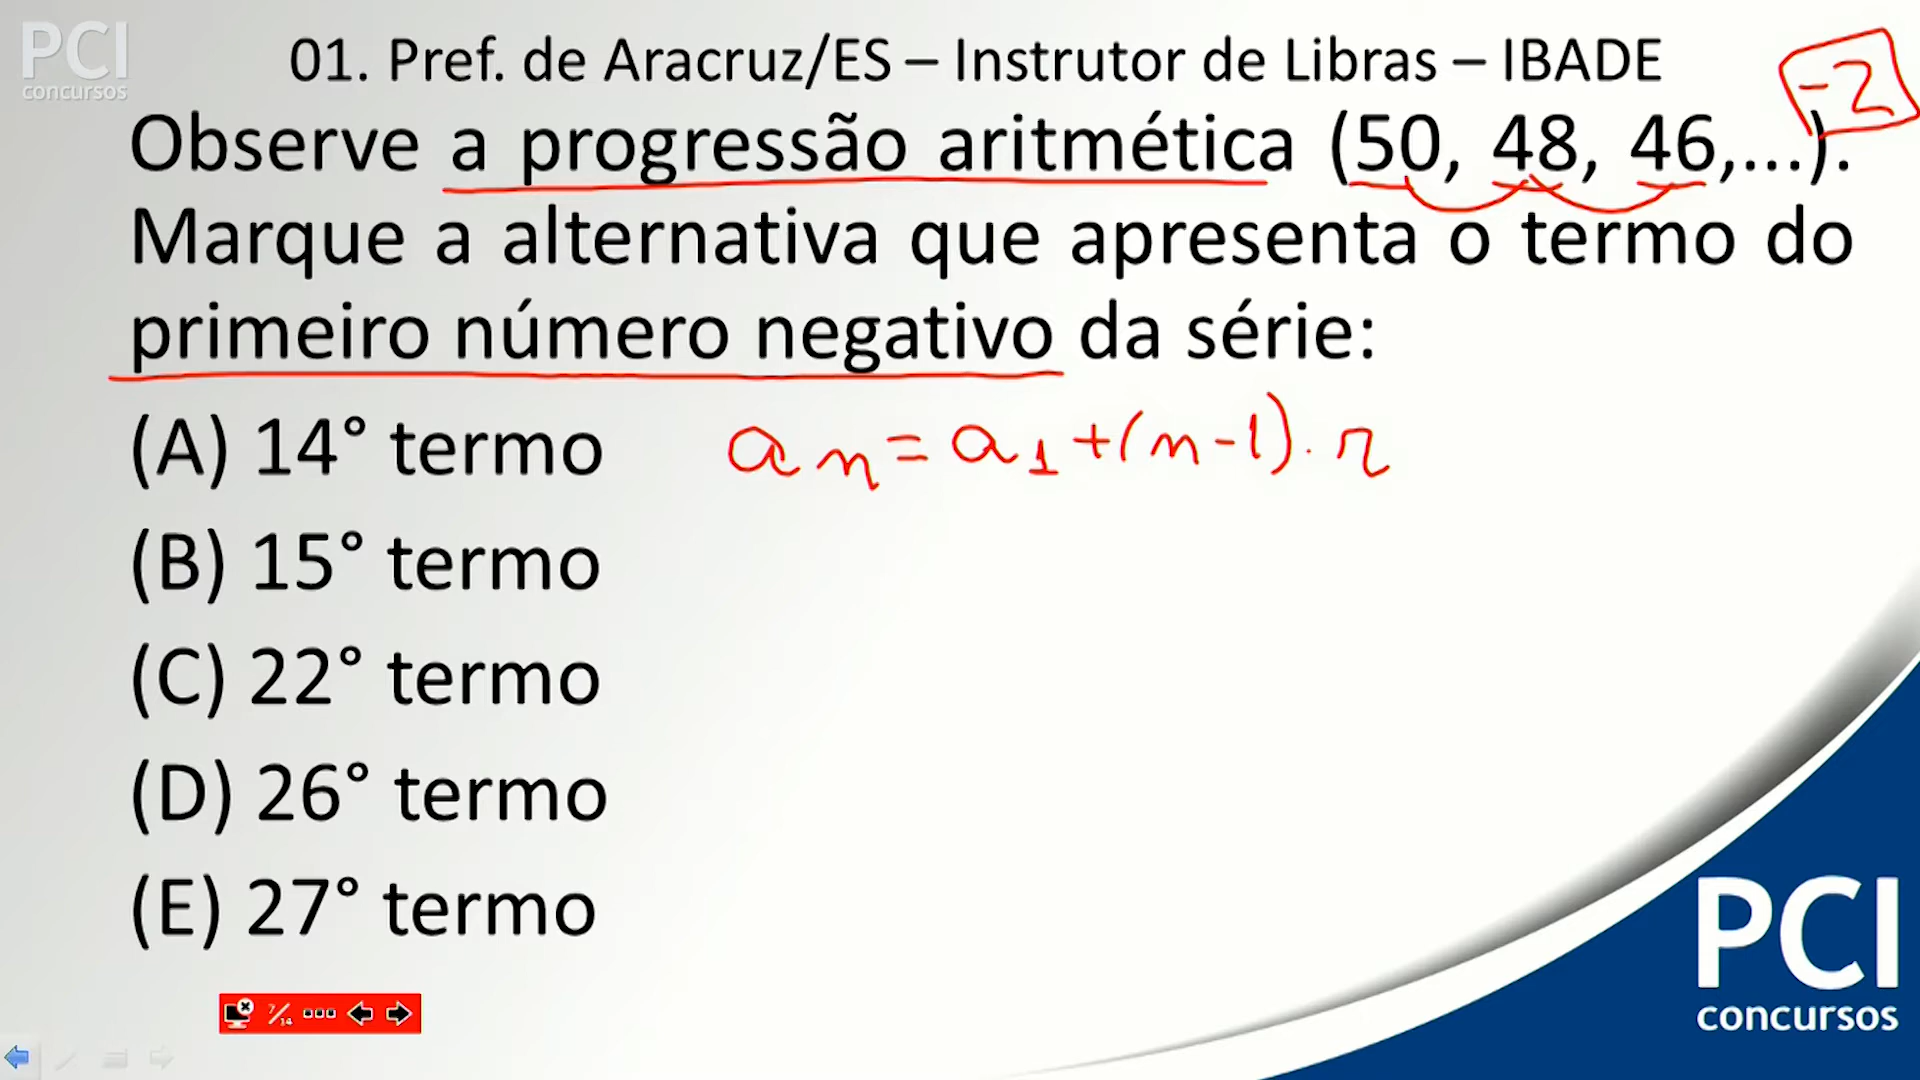 PCI
concursos
01. Pref. de Aracruz/ES – Instrutor de Libras – IBADE
-2
Observe a progressão aritmética (50, 48, 46,...).
Marque a alternativa que apresenta o termo do
primeiro número negativo da série:
(A) 14° termo
an = a1 + (n-1) . r
(B) 15° termo
(C) 22° termo
(D) 26° termo
(E) 27° termo
PCI
concursos
7/14